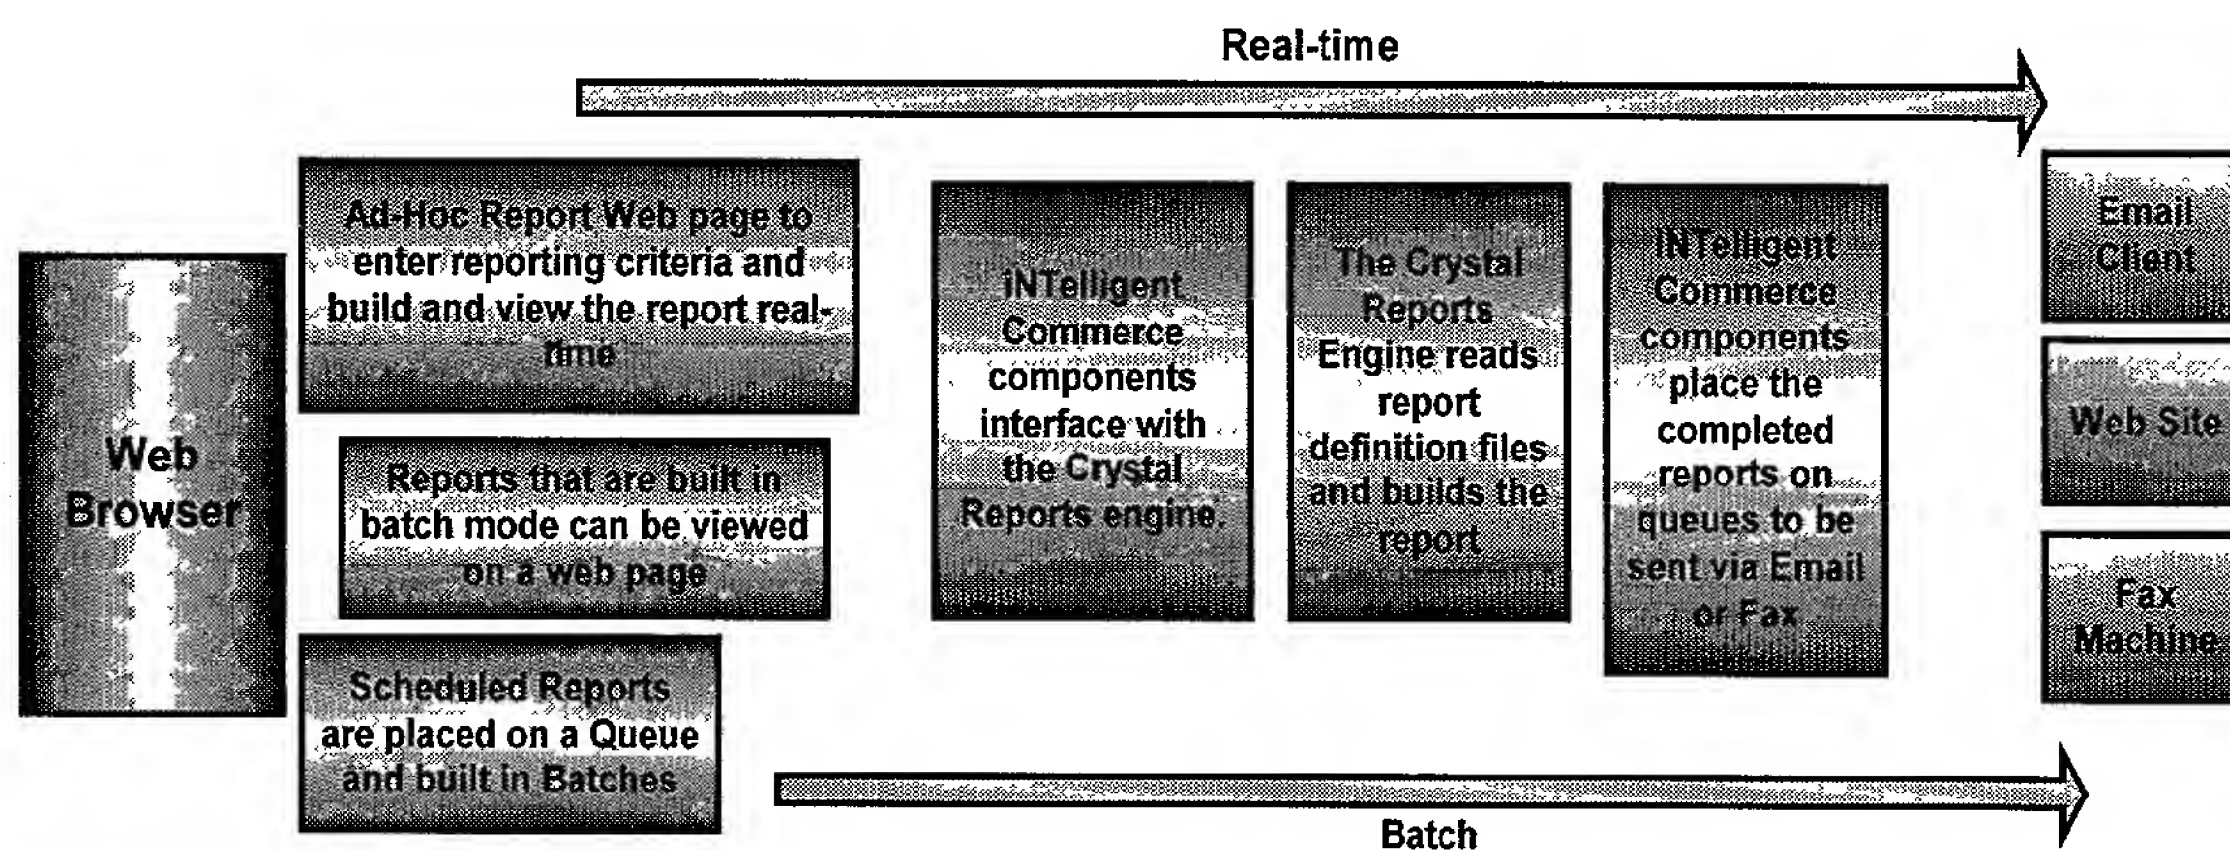 Real-time
Ad-Hoc Report Web page to
enter reporting criteria and
build and view the report real-
time
Web
Browser
Reports that are built in
batch mode can be viewed
on a web page
Scheduled Reports
are placed on a Queue
and built in Batches
iNTelligent
Commerce
components
interface with
the Crystal
Reports engine.
The Crystal
Reports
Engine reads
report
definition files
and builds the
report
iNTelligent
Commerce
components
place the
completed
reports on
queues to be
sent via Email
or Fax
Email
Client
Web Site
Fax
Machine
Batch